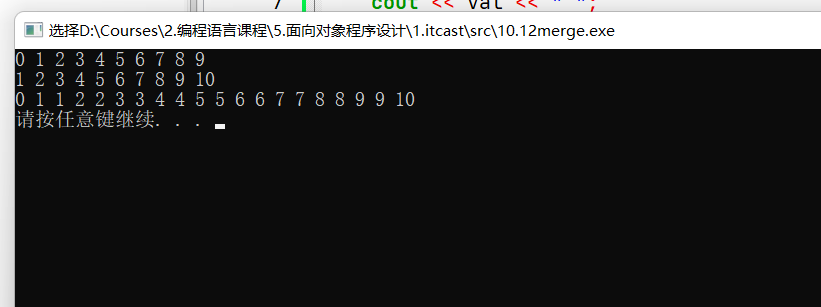 7 cout << val << " ";
选择D:\Courses\2.编程语言课程\5.面向对象程序设计\1.itcast\src\10.12merge.exe
0 1 2 3 4 5 6 7 8 9
1 2 3 4 5 6 7 8 9 10
0 1 1 2 2 3 3 4 4 5 5 6 6 7 7 8 8 9 9 10
请按任意键继续. . .